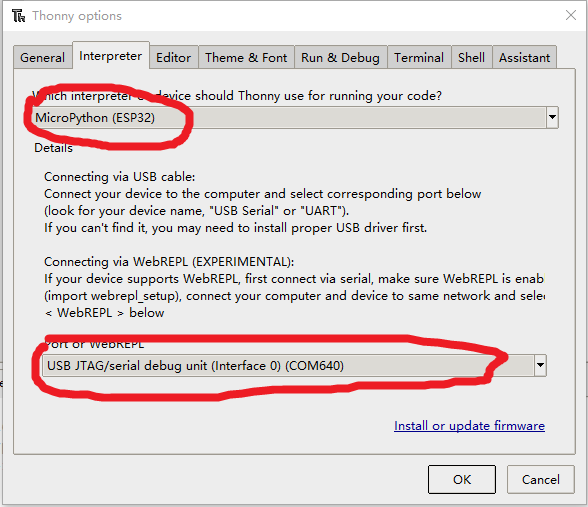 Thonny options
General Interpreter Editor Theme & Font Run & Debug Terminal Shell Assistant
Which interpreter device should Thonny use for running your code?
MicroPython (ESP32)
Details
Connecting via USB cable:
Connect your device to the computer and select corresponding port below
(look for your device name, "USB Serial" or "UART").
If you can't find it, you may need to install proper USB driver first.
Connecting via WebREPL (EXPERIMENTAL):
If your device supports WebREPL, first connect via serial, make sure WebREPL is enab
(import webrepl_setup), connect your computer and device to same network and selec
< WebREPL > below
Port or WebREPL
USB JTAG/serial debug unit (Interface 0) (COM640)
Install or update firmware
OK Cancel